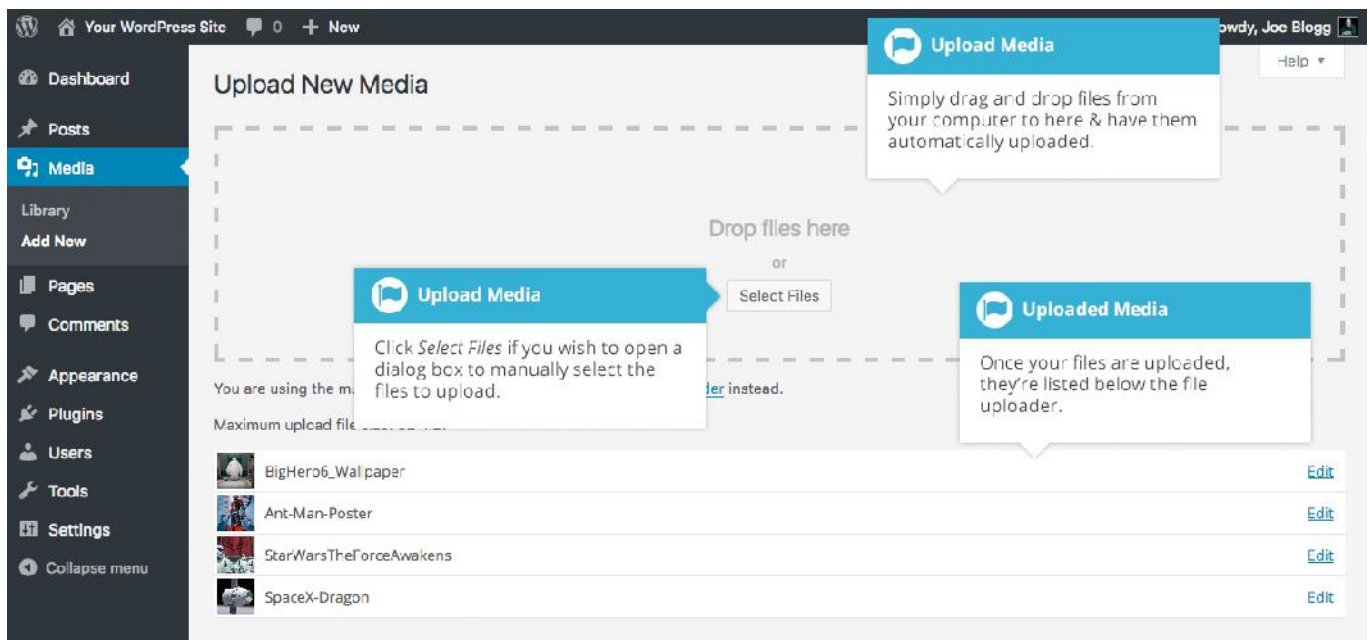 Your WordPress Site 0 + New
owdy, Joe Blogg
Help
Dashboard
Posts
Media
Library
Add New
Pages
Comments
Appearance
Plugins
Users
Tools
Settings
Collapse menu
Upload New Media
Upload Media
Simply drag and drop files from
your computer to here & have them
automatically uploaded.
Drop files here
or
Select Files
Upload Media
Click Select Files if you wish to open a
dialog box to manually select the
files to upload.
Uploaded Media
Once your files are uploaded,
they're listed below the file
uploader.
You are using the instead.
Maximum upload
BigHero6_Wallpaper Edit
Ant-Man-Poster Edit
StarWarsTheForceAwakens Edit
SpaceX-Dragon Edit